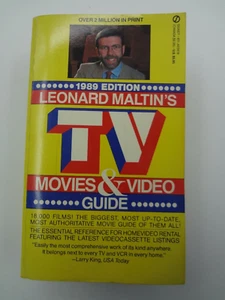 OVER 2 MILLION IN PRINT
1989 EDITION
LEONARD MALTIN'S
TV
MOVIES & VIDEO
GUIDE
18,000 FILMS! THE BIGGEST, MOST UP-TO-DATE,
MOST AUTHORITATIVE MOVIE GUIDE OF THEM ALL!
THE ESSENTIAL REFERENCE FOR HOME VIDEO RENTAL
FEATURING THE LATEST VIDEOCASSETTE LISTINGS
"Easily the most comprehensive work of its kind anywhere.
It belongs next to every TV and VCR in every home."
—Larry King, USA Today